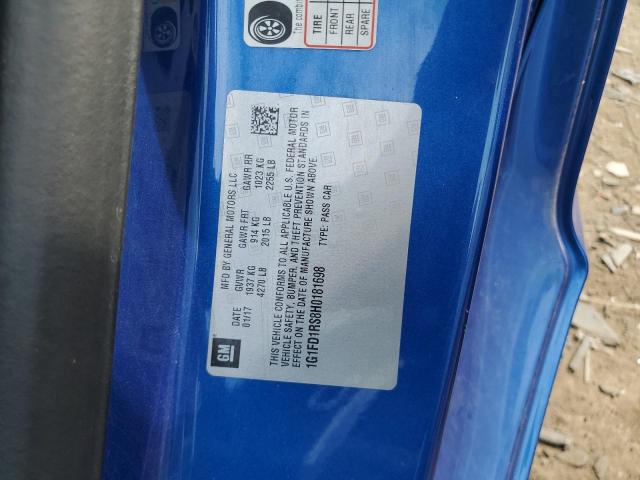 The combin
TIRE
FRONT
REAR
SPARE
MFD BY GENERAL MOTORS LLC
DATE GVWR GAWR FRT GAWR RR
01/17 1937 KG 914 KG 1023 KG
4270 LB 2015 LB 2255 LB
THIS VEHICLE CONFORMS TO ALL APPLICABLE U.S. FEDERAL MOTOR
VEHICLE SAFETY, BUMPER, AND THEFT PREVENTION STANDARDS IN
EFFECT ON THE DATE OF MANUFACTURE SHOWN ABOVE.
1G1FD1RS8H0181698 TYPE: PASS CAR
GM